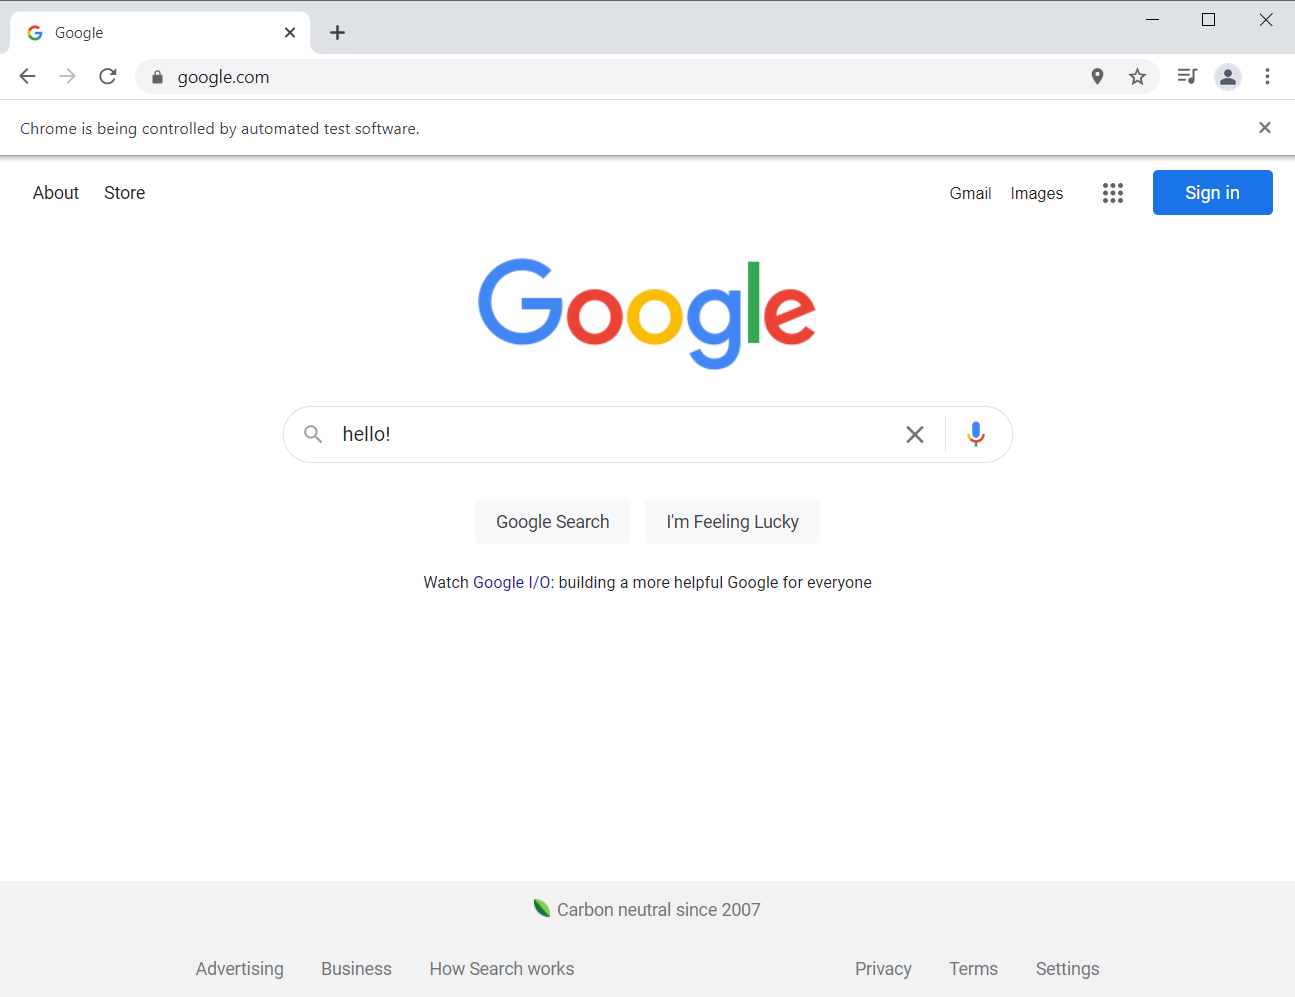 Google
google.com
Chrome is being controlled by automated test software.
About Store Gmail Images Sign in
Google
hello!
Google Search I'm Feeling Lucky
Watch Google I/O: building a more helpful Google for everyone
Carbon neutral since 2007
Advertising Business How Search works Privacy Terms Settings